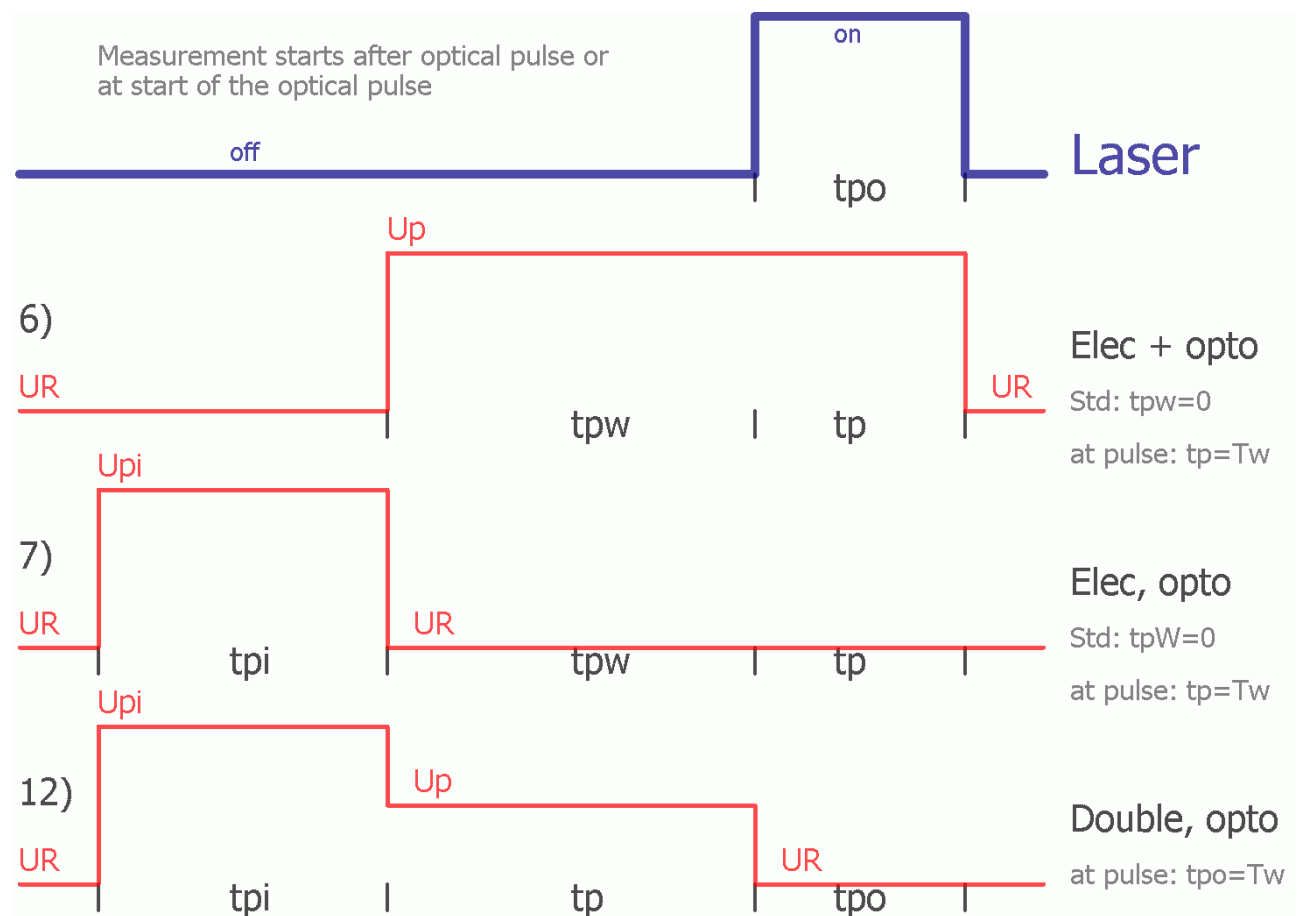 Measurement starts after optical pulse or
at start of the optical pulse
on
off
Laser
tpo
Up
6)
Elec + opto
UR
UR
Std: tpw=0
tpw
tp
at pulse: tp=Tw
Upi
7)
Elec, opto
UR
UR
Std: tpW=0
tpi
tpw
tp
at pulse: tp=Tw
Upi
Up
12)
Double, opto
UR
UR
at pulse: tpo=Tw
tpi
tp
tpo